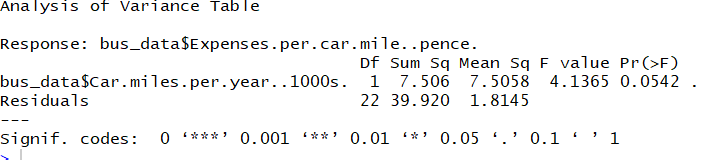 Analysis of Variance Table
Response: bus_data$Expenses.per.car.mile..pence.
Df Sum Sq Mean Sq F value Pr(>F)
bus_data$Car.miles.per.year..1000s. 1 7.506 7.5058 4.1365 0.0542 .
Residuals 22 39.920 1.8145
---
Signif. codes: 0 ‘***’ 0.001 ‘**’ 0.01 ‘*’ 0.05 ‘.’ 0.1 ‘ ’ 1
>